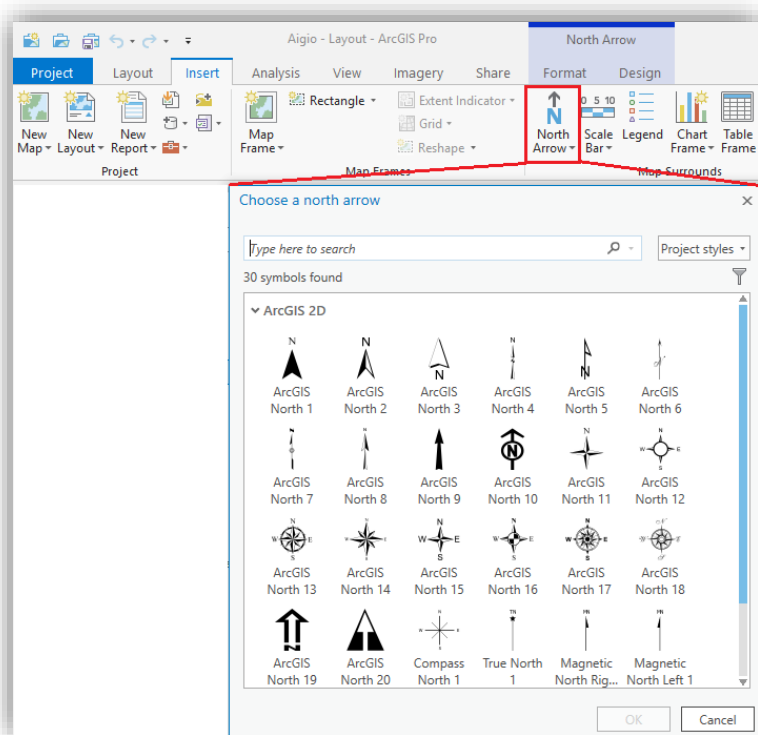 Aigio - Layout - ArcGIS Pro
North Arrow
Project Layout Insert Analysis View Imagery Share Format Design
New Map
New Layout
New Report
Project
Map Frame
Rectangle
Extent Indicator
Grid
Reshape
Map Frames
N
North Arrow
0 5 10
Scale Bar
Legend
Chart Frame
Table Frame
Map Surrounds
Choose a north arrow
Type here to search
Project styles
30 symbols found
ArcGIS 2D
N N N N N
ArcGIS North 1
ArcGIS North 2
ArcGIS North 3
ArcGIS North 4
ArcGIS North 5
ArcGIS North 6
N N N W E S
ArcGIS North 7
ArcGIS North 8
ArcGIS North 9
ArcGIS North 10
ArcGIS North 11
ArcGIS North 12
N W E N W E S N W E S
ArcGIS North 13
ArcGIS North 14
ArcGIS North 15
ArcGIS North 16
ArcGIS North 17
ArcGIS North 18
TN MN MN
ArcGIS North 19
ArcGIS North 20
Compass North 1
True North 1
Magnetic North Rig...
Magnetic North Left 1
OK
Cancel